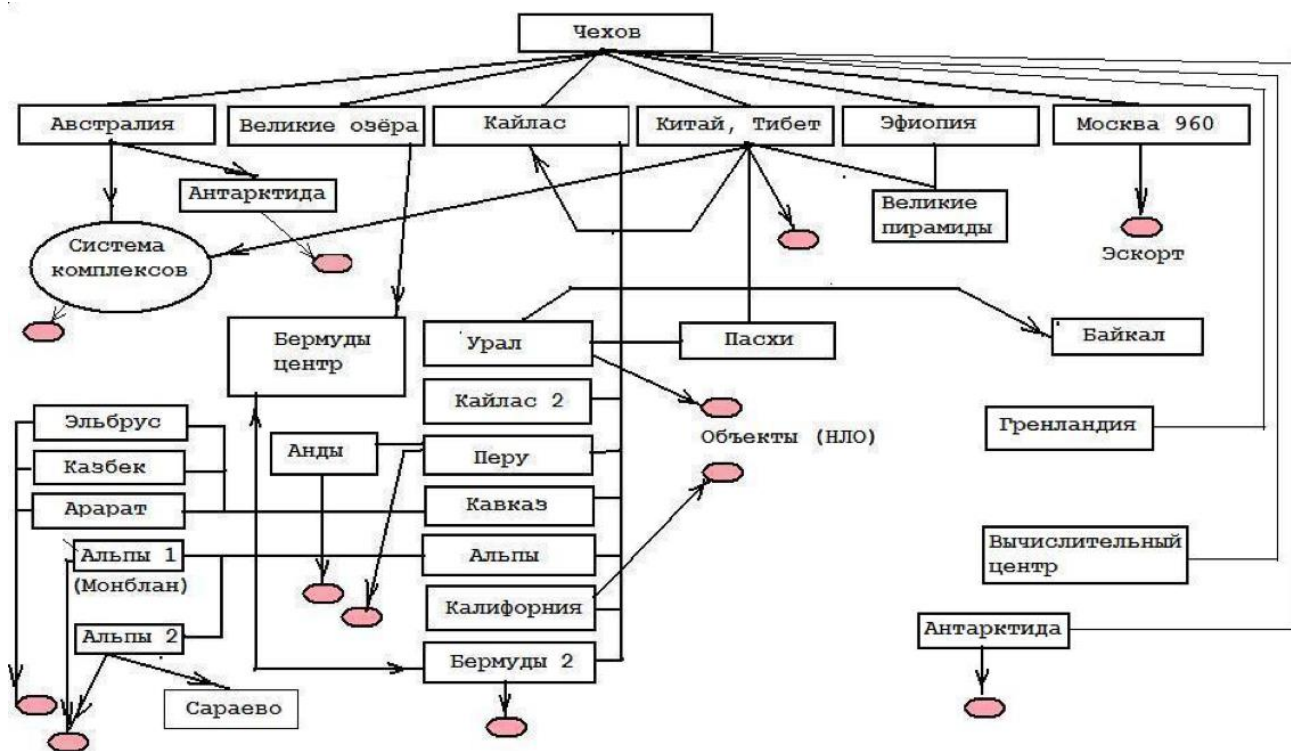 Чехов
Австралия
Великие озёра
Кайлас
Китай, Тибет
Эфиопия
Москва 960
Антарктида
Великие
пирамиды
Система
комплексов
Эскорт
Бермуды
центр
Урал
Пасхи
Байкал
Кайлас 2
Эльбрус
Объекты (НЛО)
Гренландия
Анды
Перу
Казбек
Кавказ
Арарат
Альпы 1
(Монблан)
Альпы
Вычислительный
центр
Калифорния
Альпы 2
Антарктида
Бермуды 2
Сараево